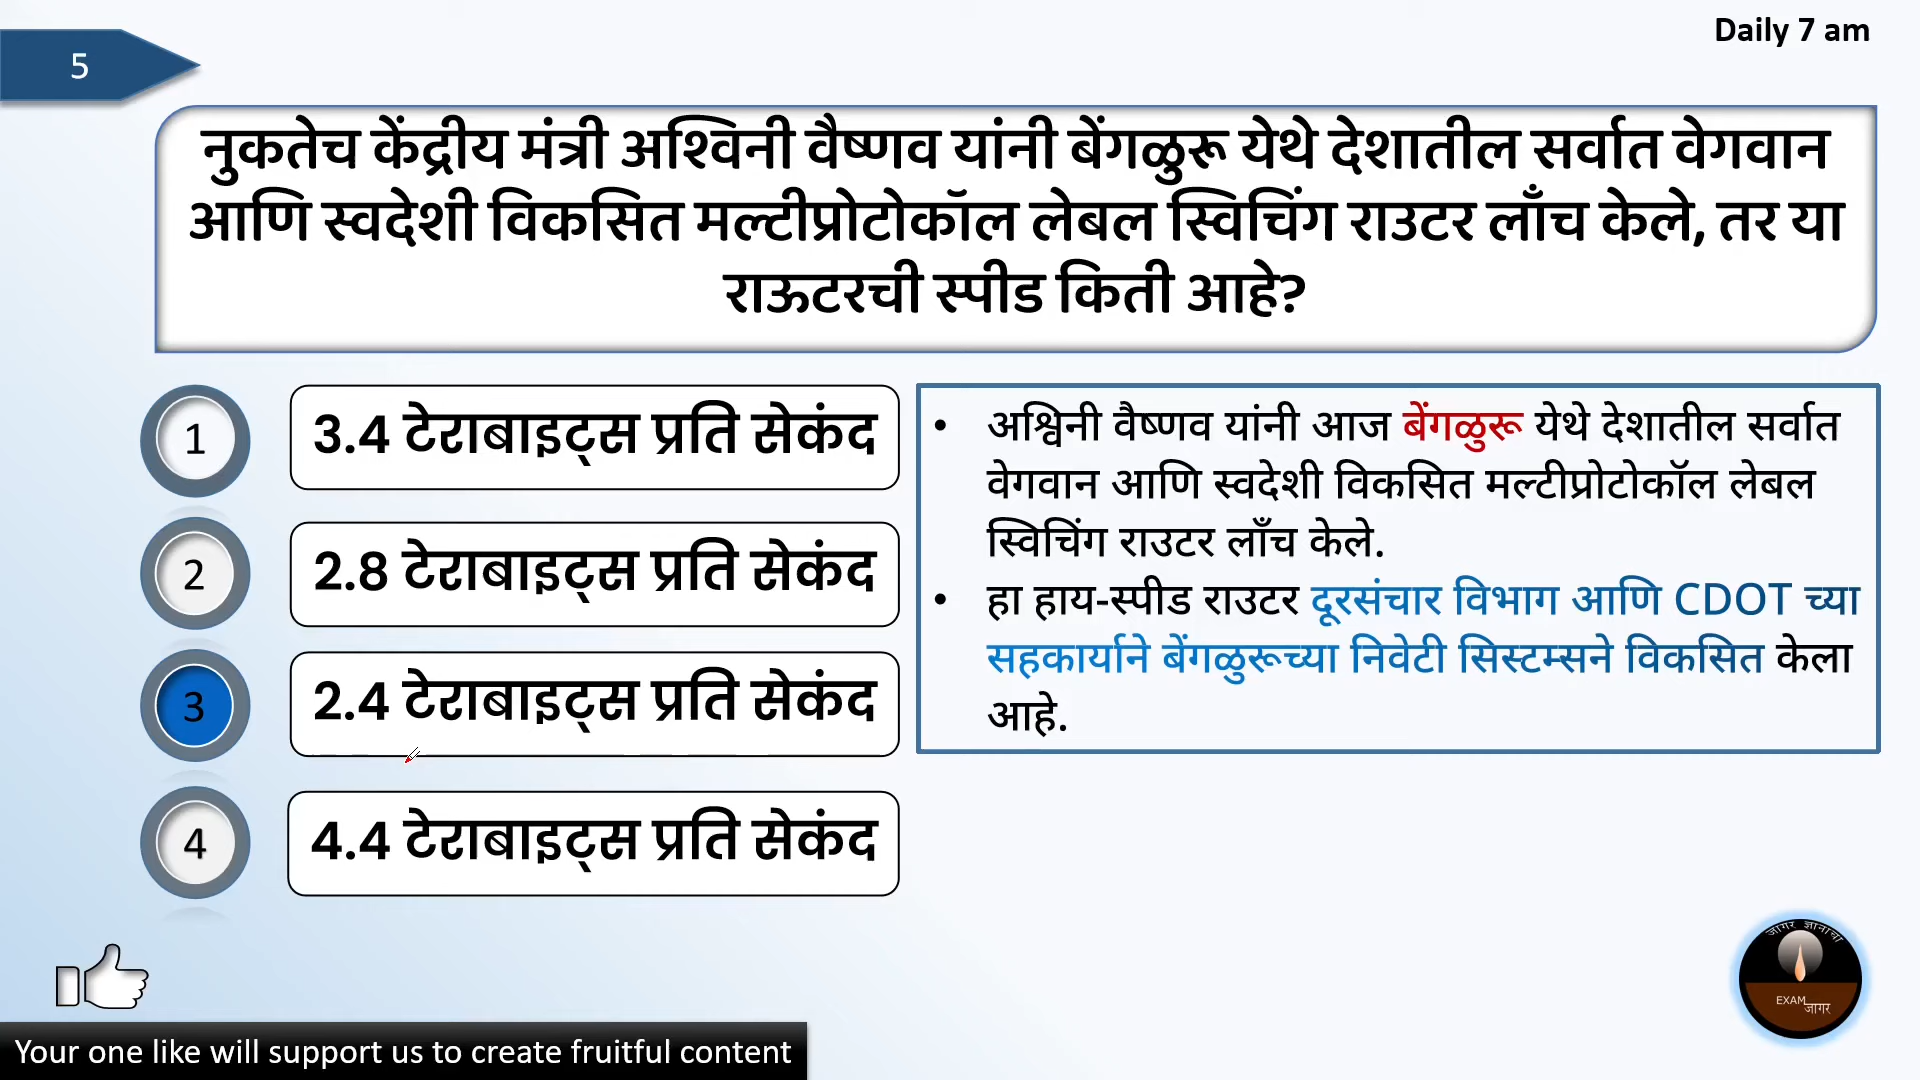 Daily 7 am
5
नुकतेच केंद्रीय मंत्री अश्विनी वैष्णव यांनी बेंगळुरू येथे देशातील सर्वात वेगवान
आणि स्वदेशी विकसित मल्टीप्रोटोकॉल लेबल स्विचिंग राउटर लाँच केले, तर या
राऊटरची स्पीड किती आहे?
1
3.4 टेराबाइट्स प्रति सेकंद
2
2.8 टेराबाइट्स प्रति सेकंद
3
2.4 टेराबाइट्स प्रति सेकंद
4
4.4 टेराबाइट्स प्रति सेकंद
• अश्विनी वैष्णव यांनी आज बेंगळुरू येथे देशातील सर्वात
वेगवान आणि स्वदेशी विकसित मल्टीप्रोटोकॉल लेबल
स्विचिंग राउटर लाँच केले.
• हा हाय-स्पीड राउटर दूरसंचार विभाग आणि CDOT च्या
सहकार्याने बेंगळुरूच्या निवेटी सिस्टम्सने विकसित केला
आहे.
जागर ज्ञानाचा
EXAM
जागर
Your one like will support us to create fruitful content